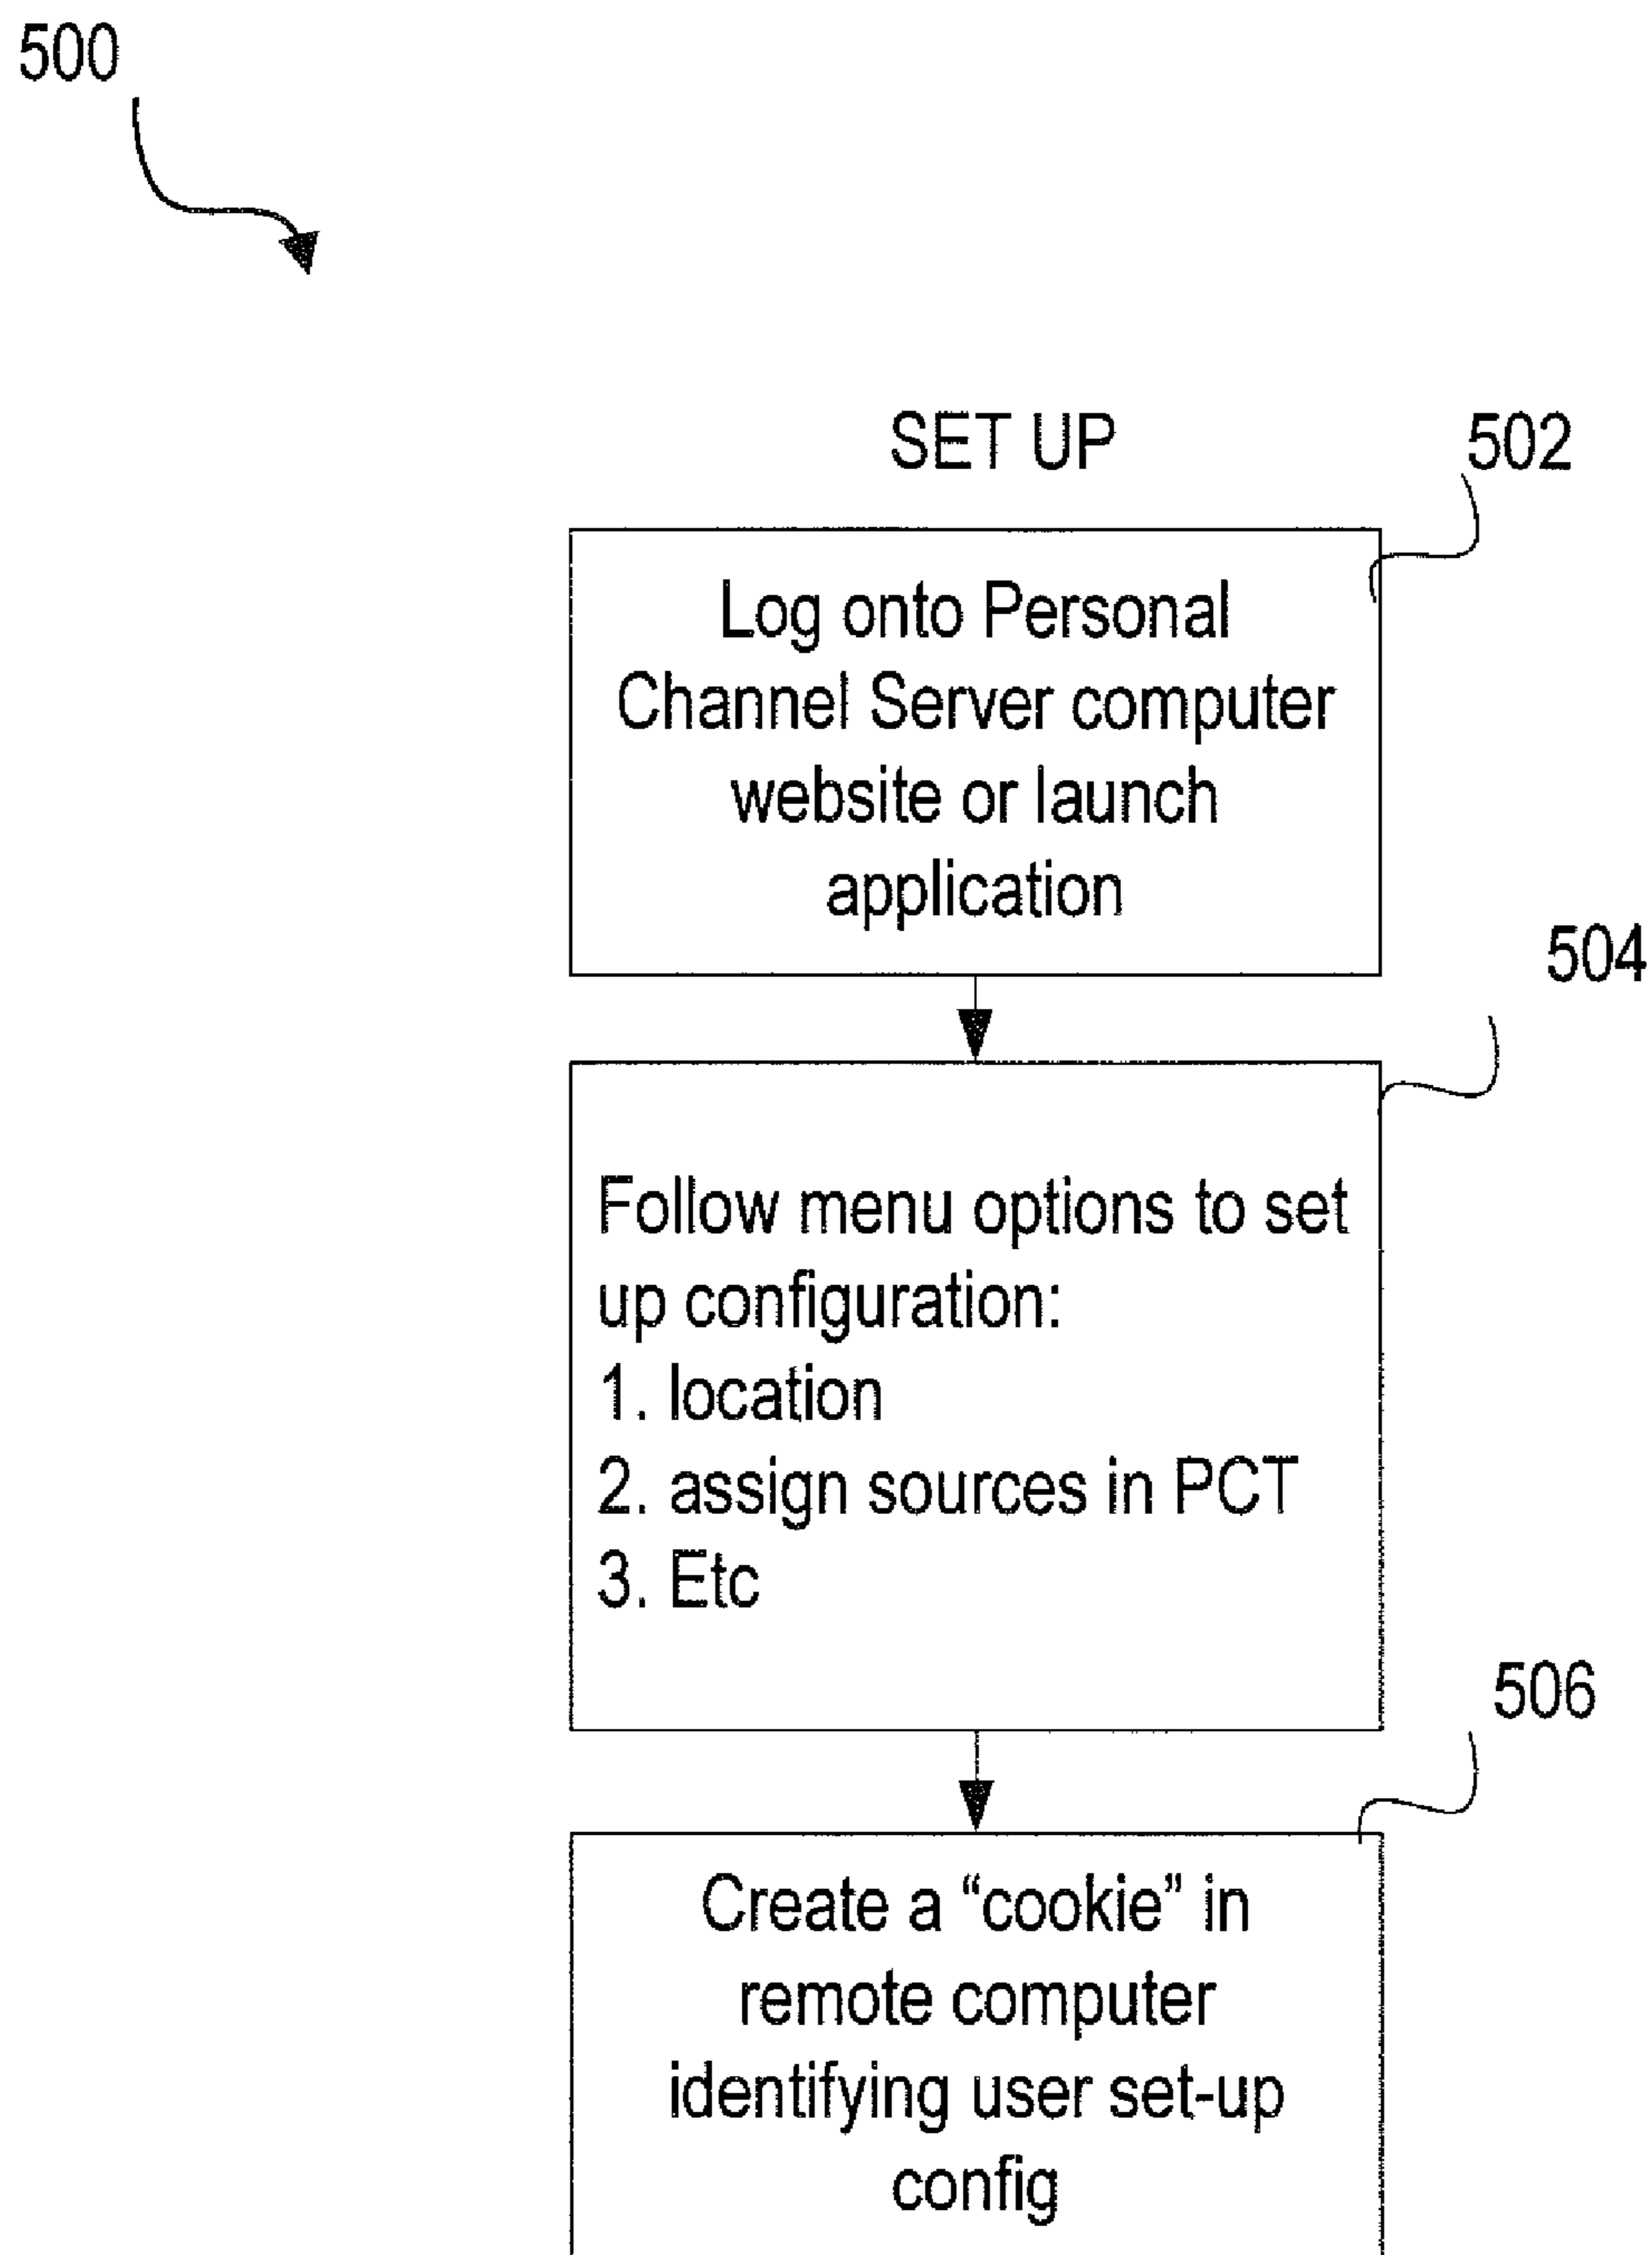 500
SET UP
502
Log onto Personal
Channel Server computer
website or launch
application
504
Follow menu options to set
up configuration:
1. location
2. assign sources in PCT
3. Etc
506
Create a “cookie” in
remote computer
identifying user set-up
config